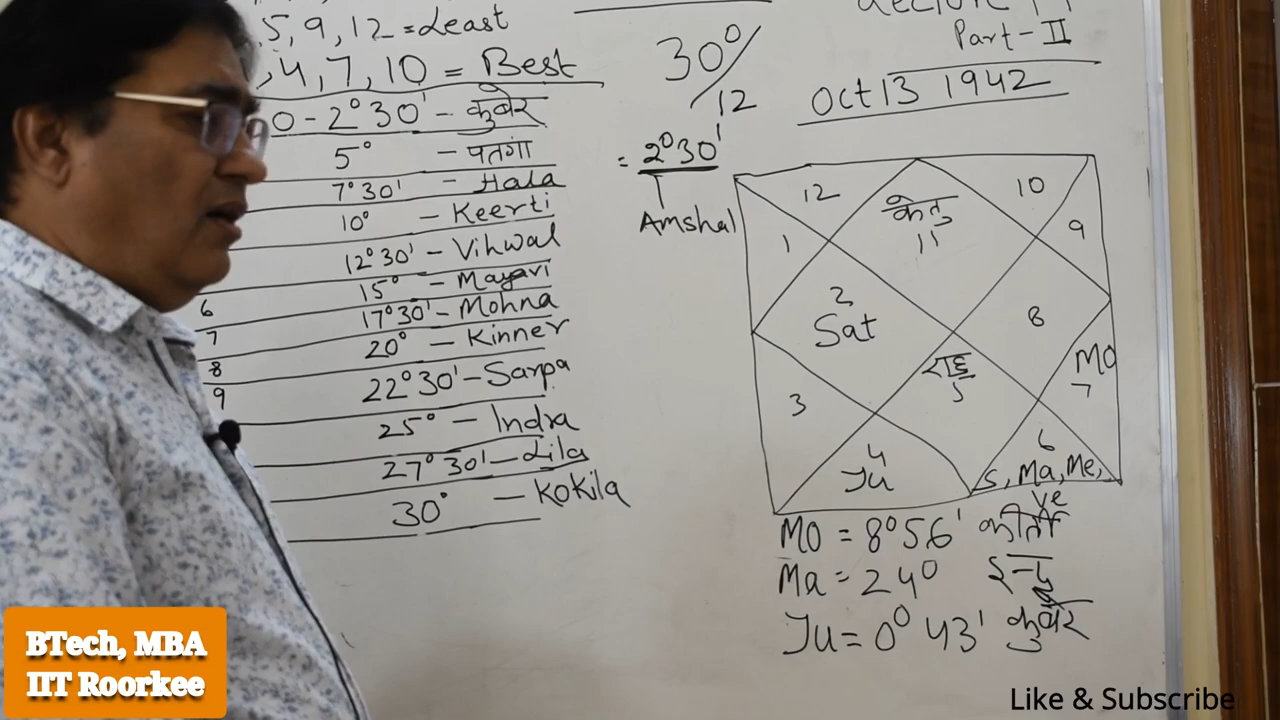 5, 9, 12 = Least
, 4, 7, 10 = Best
0 - 2°30' - कुबेर
5° - पतंगा
7°30' - Hala
10° - Keerti
12°30' - Vihwal
15° - Mayavi
6
17°30' - Mohna
7
20° - Kinner
8
22°30' - Sarpa
9
25° - Indra
27°30' - Lila
30° - Kokila
30°/12
= 2°30'
Amshal
Part - II
Oct 13 1942
12
केतु
11
10
1
9
2
Sat
8
3
राहु
5
Mo
7
4
Ju
6
S, Ma, Me,
Ve
Mo = 8°56' कीर्ती
Ma = 24°
Ju = 0°43' कुबेर
BTech, MBA
IIT Roorkee
Like & Subscribe